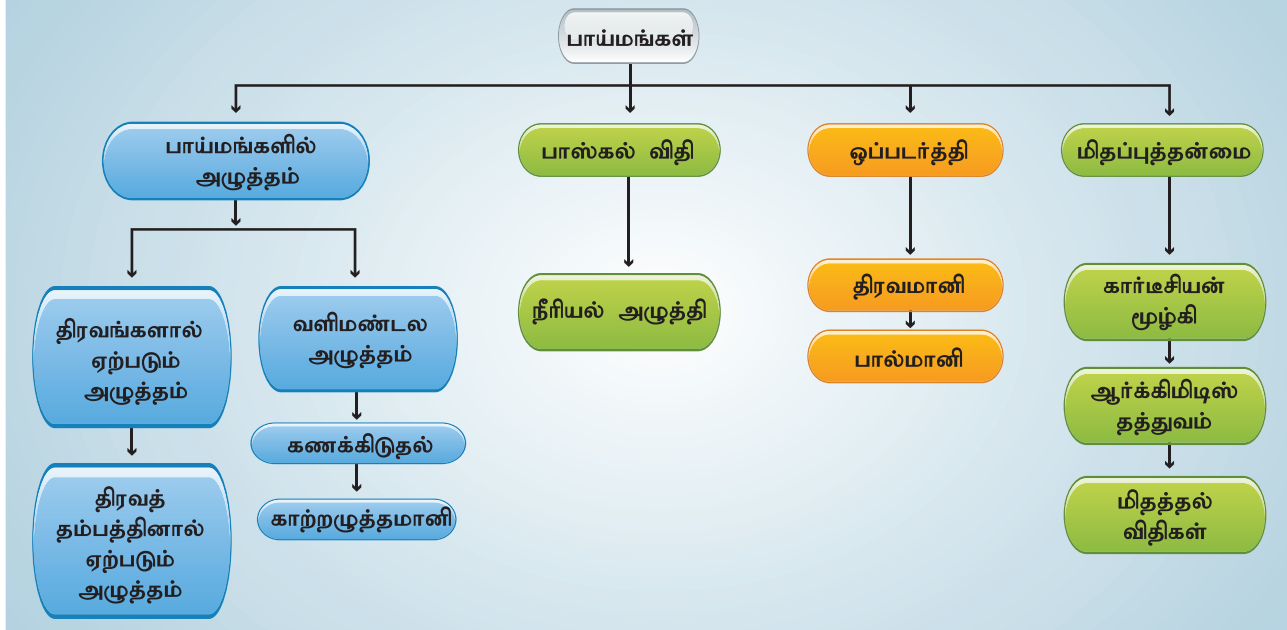 பாய்மங்கள்
பாய்மங்களில்
அழுத்தம்
திரவங்களால்
ஏற்படும்
அழுத்தம்
திரவத்
தம்பத்தினால்
ஏற்படும்
அழுத்தம்
வளிமண்டல
அழுத்தம்
கணக்கிடுதல்
காற்றழுத்தமானி
பாஸ்கல் விதி
நீரியல் அழுத்தி
ஒப்படர்த்தி
திரவமானி
பால்மானி
மிதப்புத்தன்மை
கார்டீசியன்
மூழ்கி
ஆர்க்கிமிடிஸ்
தத்துவம்
மிதத்தல்
விதிகள்